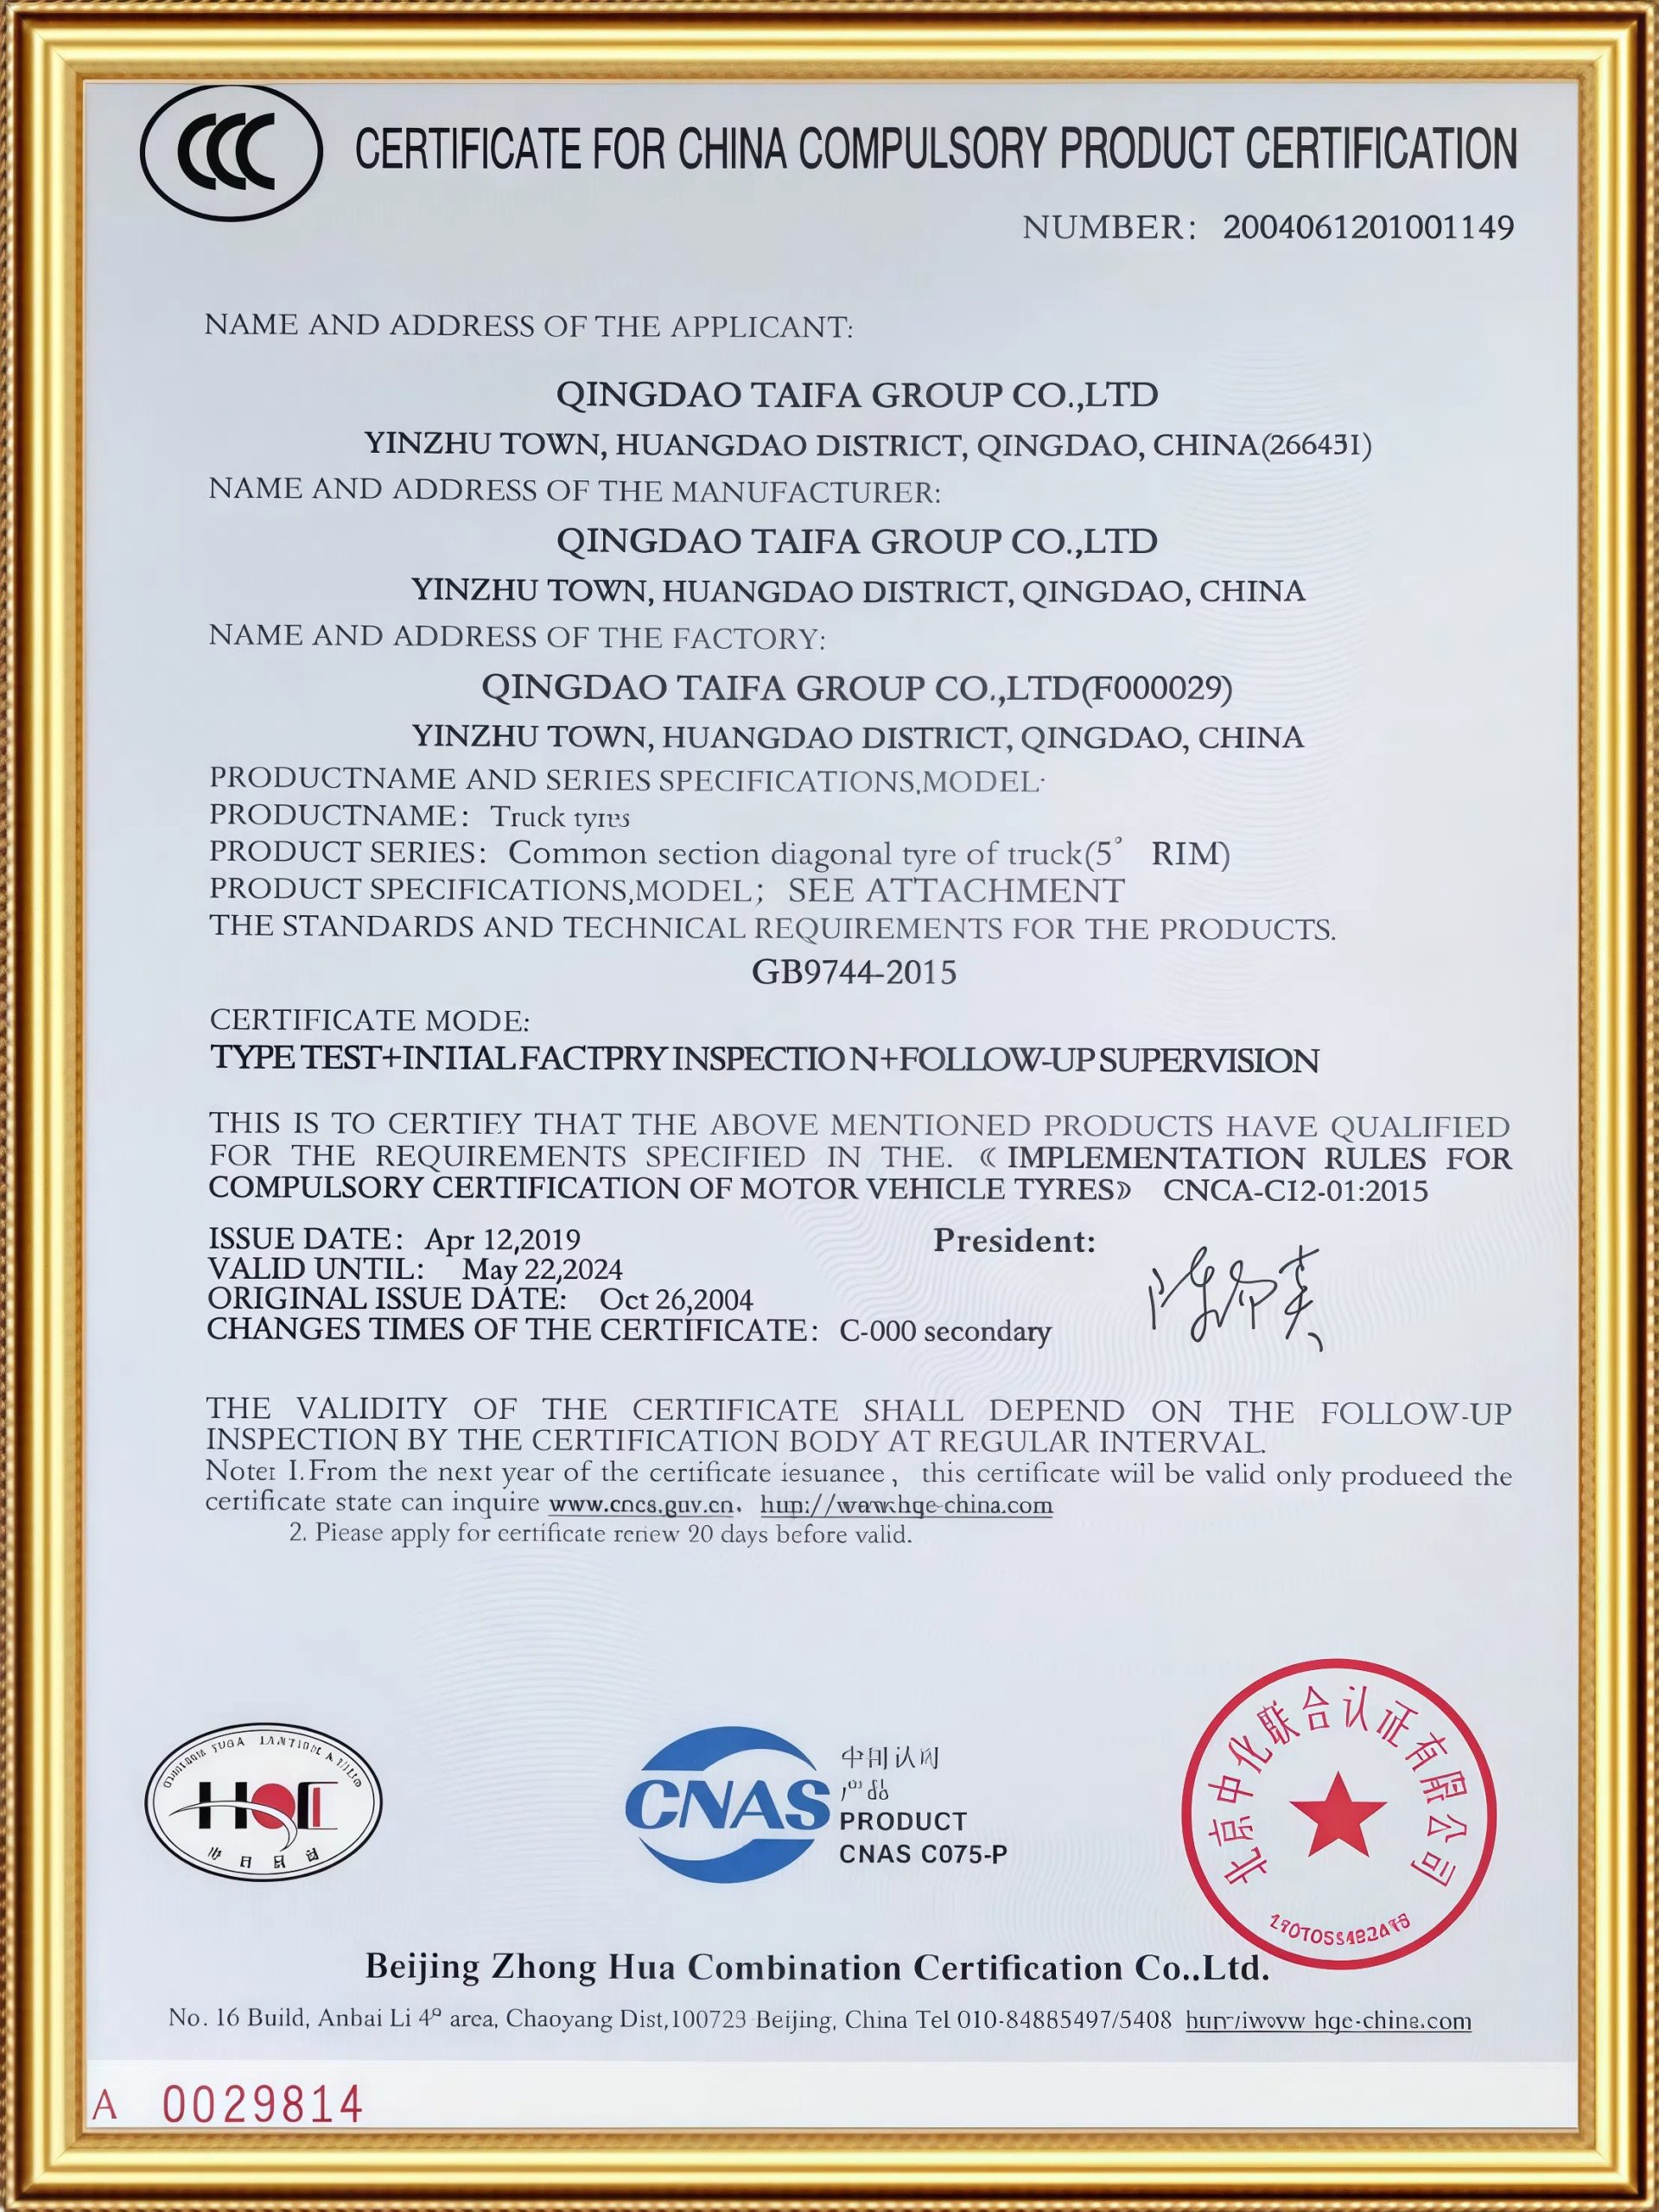 CCC CERTIFICATE FOR CHINA COMPULSORY PRODUCT CERTIFICATION
NUMBER: 2004061201001149
NAME AND ADDRESS OF THE APPLICANT:
QINGDAO TAIFA GROUP CO.,LTD
YINZHU TOWN, HUANGDAO DISTRICT, QINGDAO, CHINA
NAME AND ADDRESS OF THE MANUFACTURER:
QINGDAO TAIFA GROUP CO.,LTD
YINZHU TOWN, HUANGDAO DISTRICT, QINGDAO, CHINA
NAME AND ADDRESS OF THE FACTORY:
QINGDAO TAIFA GROUP CO.,LTD(F000029)
YINZHU TOWN, HUANGDAO DISTRICT, QINGDAO, CHINA
PRODUCTNAME AND SERIES SPECIFICATIONS,MODEL:
PRODUCTNAME: Truck
PRODUCT SERIES: Common section diagonal tyre of truck(5° RIM)
PRODUCT SPECIFICATIONS,MODEL; SEE ATTACHMENT
THE STANDARDS AND TECHNICAL REQUIREMENTS FOR THE PRODUCTS.
GB9744-2015
CERTIFICATE MODE:
TYPE TEST+INITIAL FACTPRY INSPECTION+FOLLOW-UP SUPERVISION
THIS IS TO CERTIFY THAT THE ABOVE MENTIONED PRODUCTS HAVE QUALIFIED
FOR THE REQUIREMENTS SPECIFIED IN THE. 《 IMPLEMENTATION RULES FOR
COMPULSORY CERTIFICATION OF MOTOR VEHICLE TYRES》 CNCA-C12-01:2015
ISSUE DATE: Apr 12,2019
President:
VALID UNTIL: May 22,2024
ORIGINAL ISSUE DATE: Oct 26,2004
CHANGES TIMES OF THE CERTIFICATE: C-000 secondary
THE VALIDITY OF THE CERTIFICATE SHALL DEPEND ON THE FOLLOW-UP
INSPECTION BY THE CERTIFICATION BODY AT REGULAR INTERVAL.
Note: 1.From the next year of the certificate iesuance, this certificate will be valid only produeed the
certificate state can inquire
2. Piease apply for certificate renew 20 days before valid.
北京中化联合认证有限公司
CNAS
PRODUCT
CNAS C075-P
Beijing Zhong Hua Combination Certification Co..Ltd.
No. 16 Build, Anbai Li 4 area, Chaoyang Dist, Beijing, China Tel 010-84885497/5408
A 0029814